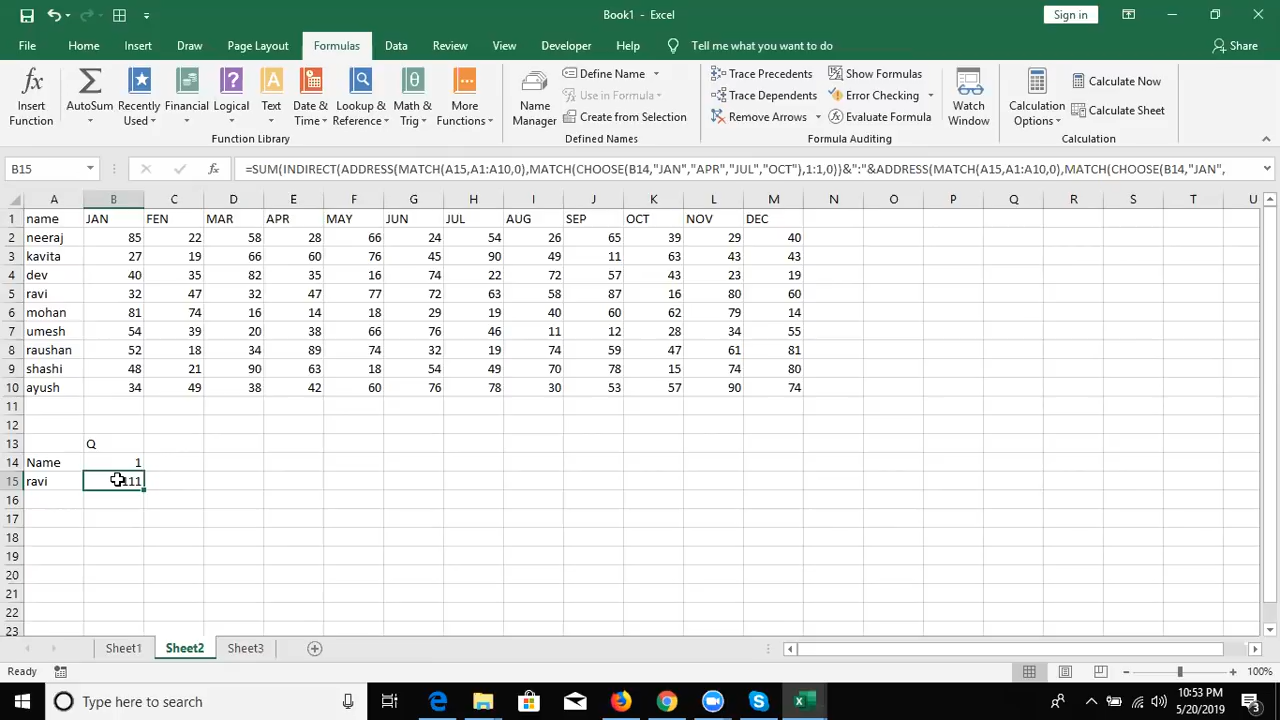 Book1 - Excel
Sign in
File Home Insert Draw Page Layout Formulas Data Review View Developer Help Tell me what you want to do Share
Insert Function
AutoSum
Recently Used
Financial
Logical
Text
Date & Time
Lookup & Reference
Math & Trig
More Functions
Function Library
Name Manager
Define Name
Use in Formula
Create from Selection
Defined Names
Trace Precedents
Trace Dependents
Remove Arrows
Show Formulas
Error Checking
Evaluate Formula
Formula Auditing
Watch Window
Calculation Options
Calculate Now
Calculate Sheet
Calculation
B15 fx =SUM(INDIRECT(ADDRESS(MATCH(A15,A1:A10,0),MATCH(CHOOSE(B14,"JAN","APR","JUL","OCT"),1:1,0))&":"&ADDRESS(MATCH(A15,A1:A10,0),MATCH(CHOOSE(B14,"JAN",
A B C D E F G H I J K L M N O P Q R S T U
1 name JAN FEN MAR APR MAY JUN JUL AUG SEP OCT NOV DEC
2 neeraj 85 22 58 28 66 24 54 26 65 39 29 40
3 kavita 27 19 66 60 76 45 90 49 11 63 43 43
4 dev 40 35 82 35 16 74 22 72 57 43 23 19
5 ravi 32 47 32 47 77 72 63 58 87 16 80 60
6 mohan 81 74 16 14 18 29 19 40 60 62 79 14
7 umesh 54 39 20 38 66 76 46 11 12 28 34 55
8 raushan 52 18 34 89 74 32 19 74 59 47 61 81
9 shashi 48 21 90 63 18 54 49 70 78 15 74 80
10 ayush 34 49 38 42 60 76 78 30 53 57 90 74
11
12
13 Q
14 Name 1
15 ravi 111
16
17
18
19
20
21
22
23
Sheet1 Sheet2 Sheet3
Ready 100%
Type here to search
10:53 PM
5/20/2019
3